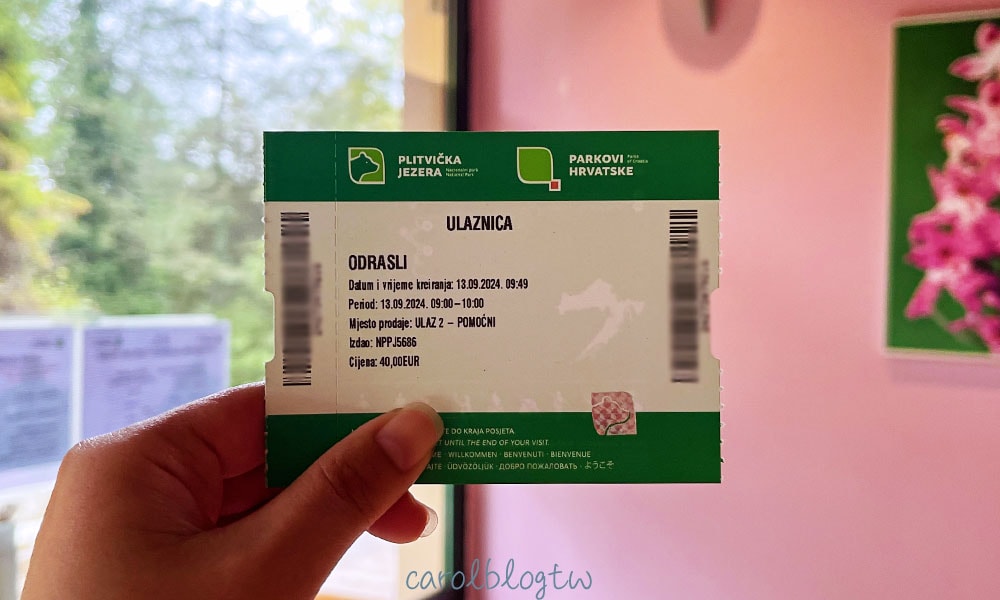 PLITVIČKA
JEZERA
Nacionalni park
National Park
PARKOVI
HRVATSKE
Parks
of Croatia
ULAZNICA
ODRASLI
Datum i vrijeme kreiranja: 13.09.2024. 09:49
Period: 13.09.2024. 09:00–10:00
Mjesto prodaje: ULAZ 2 – POMOĆNI
Izdao: NPPJ5686
Cijena: 40,00EUR
DO KRAJA POSJETA
UNTIL THE END OF YOUR VISIT.
· WILLKOMMEN · BENVENUTI · BIENVENUE
· ÜDVÖZÖLJÜK · ДОБРО ПОЖАЛОВАТЬ · ようこそ
carolblogtw